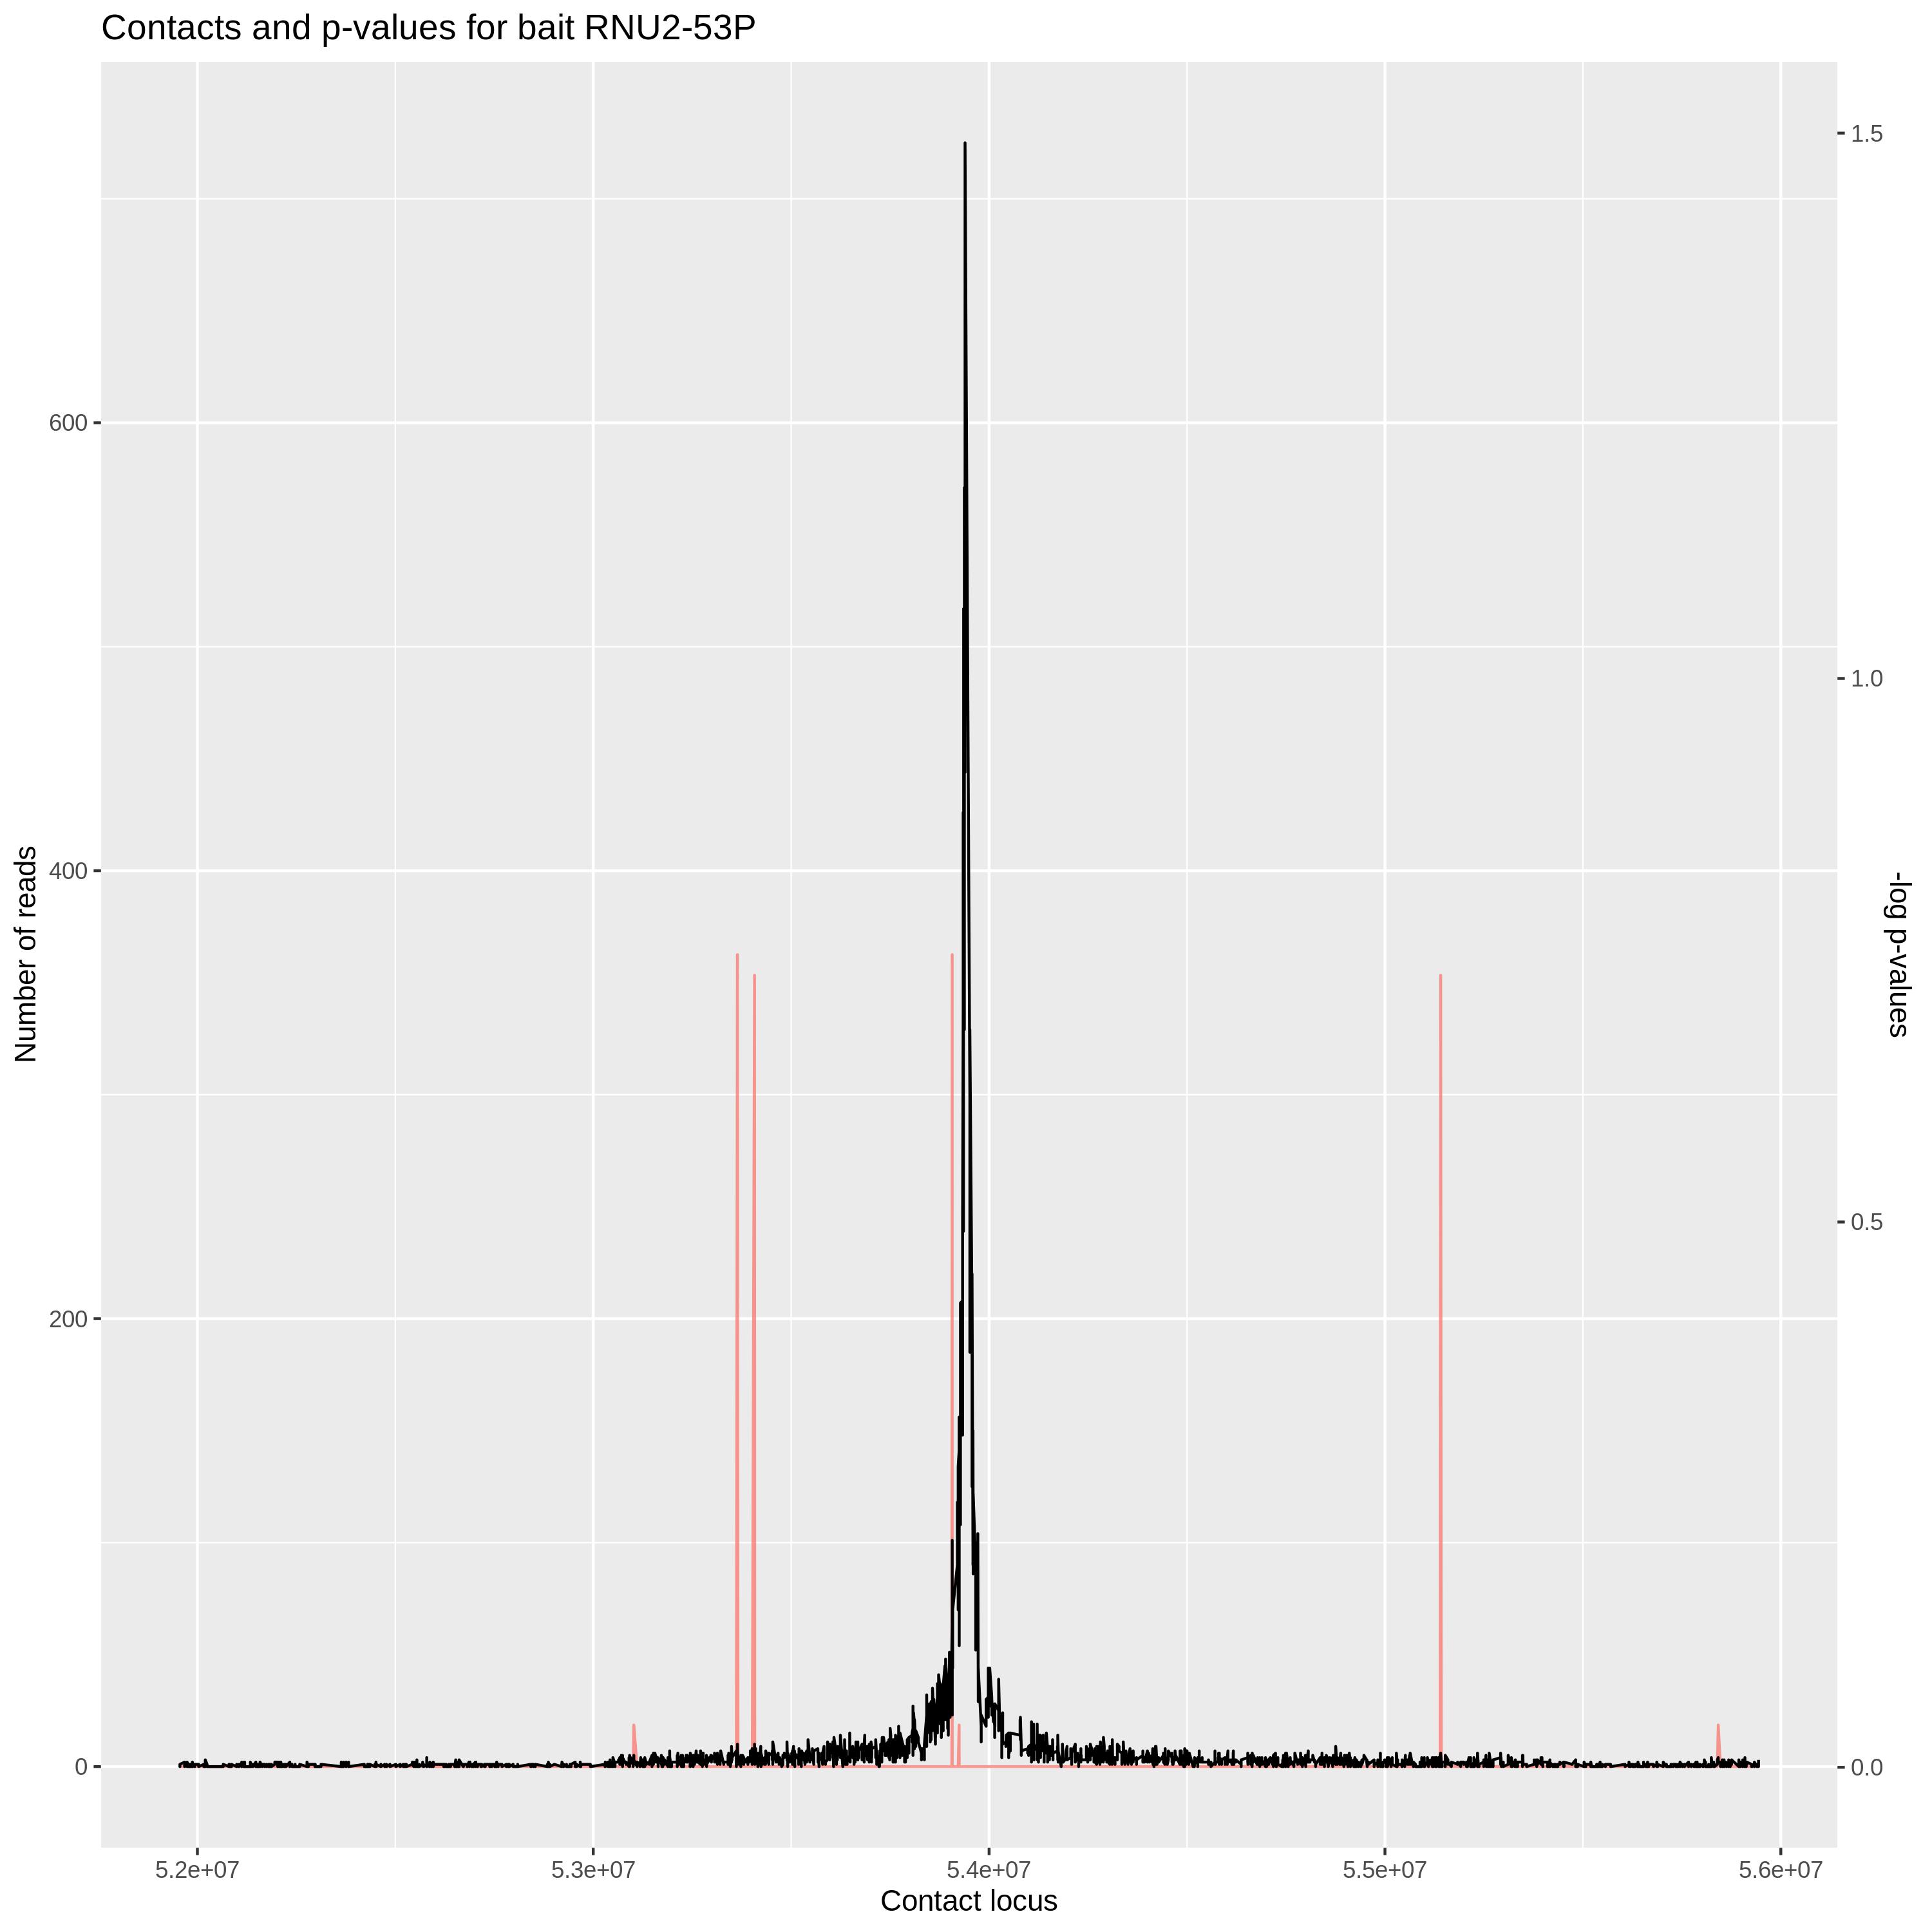 Contacts and p-values for bait RNU2-53P
Number of reads
600
400
200
0
1.5
1.0
0.5
0.0
-log p-values
5.2e+07
5.3e+07
5.4e+07
5.5e+07
5.6e+07
Contact locus